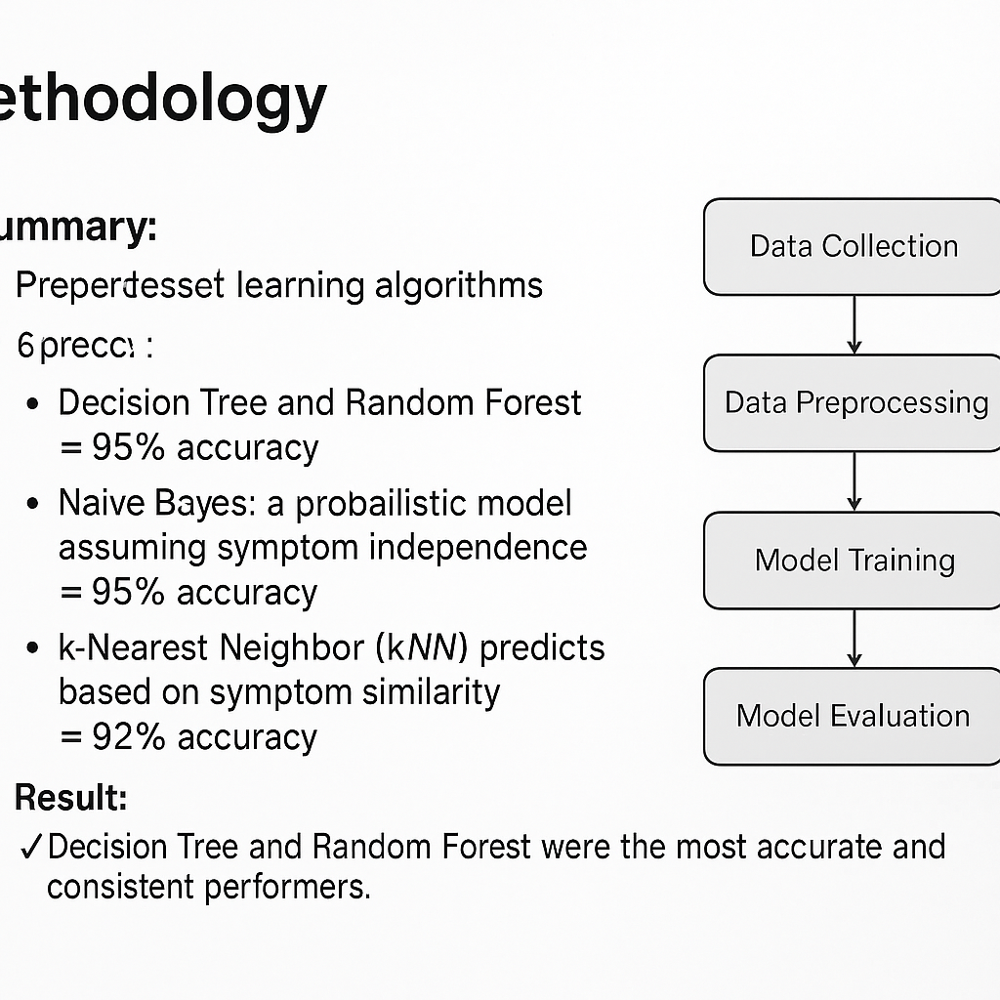 ethodology
ummary:
learning algorithms
Decision Tree and Random Forest
= 95% accuracy
Naive Bayes: a probailistic model
assuming symptom independence
= 95% accuracy
k-Nearest Neighbor (kNN) predicts
based on symptom similarity
= 92% accuracy
Result:
✓Decision Tree and Random Forest were the most accurate and
consistent performers.
Data Collection
Data Preprocessing
Model Training
Model Evaluation